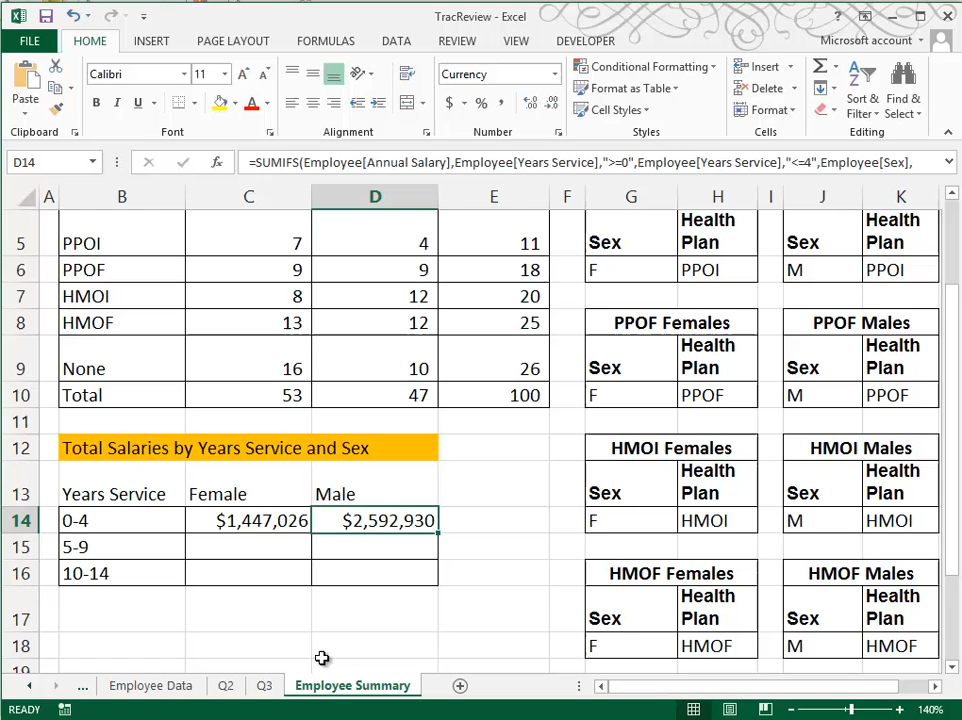 TracReview - Excel
FILE HOME INSERT PAGE LAYOUT FORMULAS DATA REVIEW VIEW DEVELOPER Microsoft account
Paste Calibri 11 Currency Conditional Formatting Format as Table Cell Styles Insert Delete Format Sort & Filter Find & Select
B I U A $ % ,
Clipboard Font Alignment Number Styles Cells Editing
D14 fx =SUMIFS(Employee[Annual Salary],Employee[Years Service],">=0",Employee[Years Service],"<=4",Employee[Sex],
A B C D E F G H I J K
5 PPOI 7 4 11 Sex Health Plan Sex Health Plan
6 PPOF 9 9 18 F PPOI M PPOI
7 HMOI 8 12 20
8 HMOF 13 12 25 PPOF Females PPOF Males
9 None 16 10 26 Sex Health Plan Sex Health Plan
10 Total 53 47 100 F PPOF M PPOF
11
12 Total Salaries by Years Service and Sex HMOI Females HMOI Males
13 Years Service Female Male Sex Health Plan Sex Health Plan
14 0-4 $1,447,026 $2,592,930 F HMOI M HMOI
15 5-9
16 10-14 HMOF Females HMOF Males
17 Sex Health Plan Sex Health Plan
18 F HMOF M HMOF
19
... Employee Data Q2 Q3 Employee Summary
READY 140%